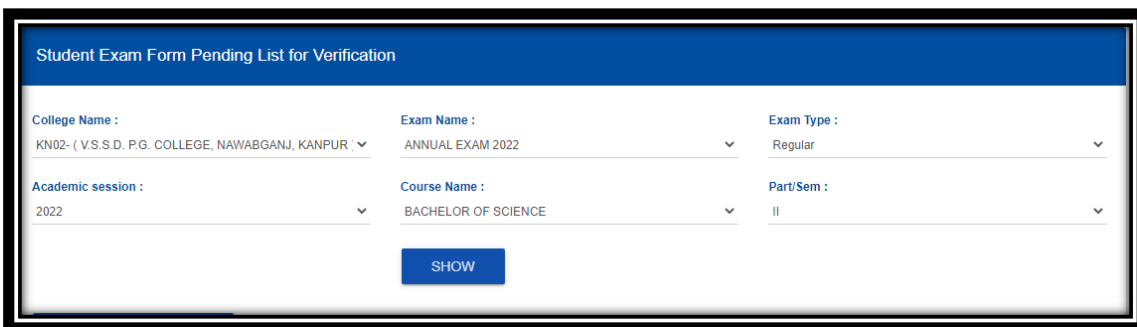 Student Exam Form Pending List for Verification
College Name : Exam Name : Exam Type :
KN02- ( V.S.S.D. P.G. COLLEGE, NAWABGANJ, KANPUR ) ANNUAL EXAM 2022 Regular
Academic session : Course Name : Part/Sem :
2022 BACHELOR OF SCIENCE II
SHOW